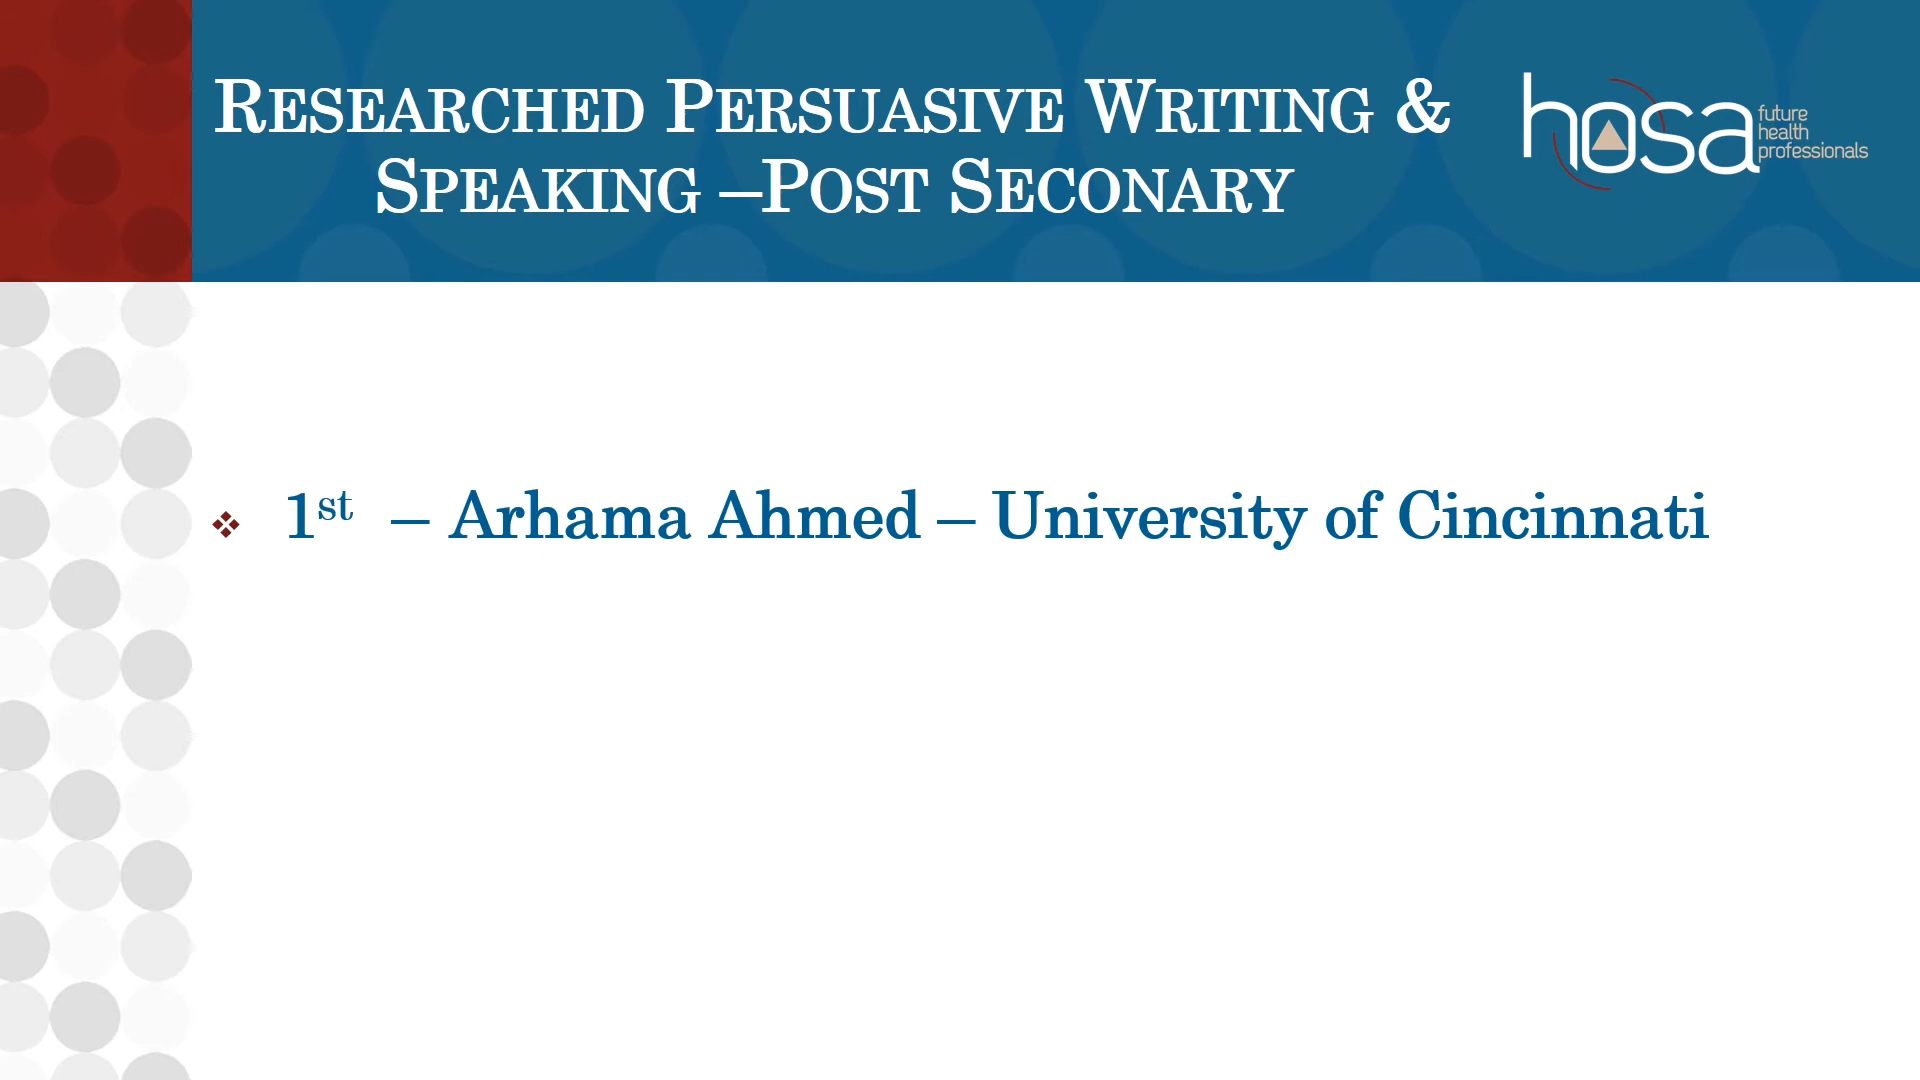 RESEARCHED PERSUASIVE WRITING &
SPEAKING –POST SECONARY
hosa
future
health
professionals
❖ 1st – Arhama Ahmed – University of Cincinnati